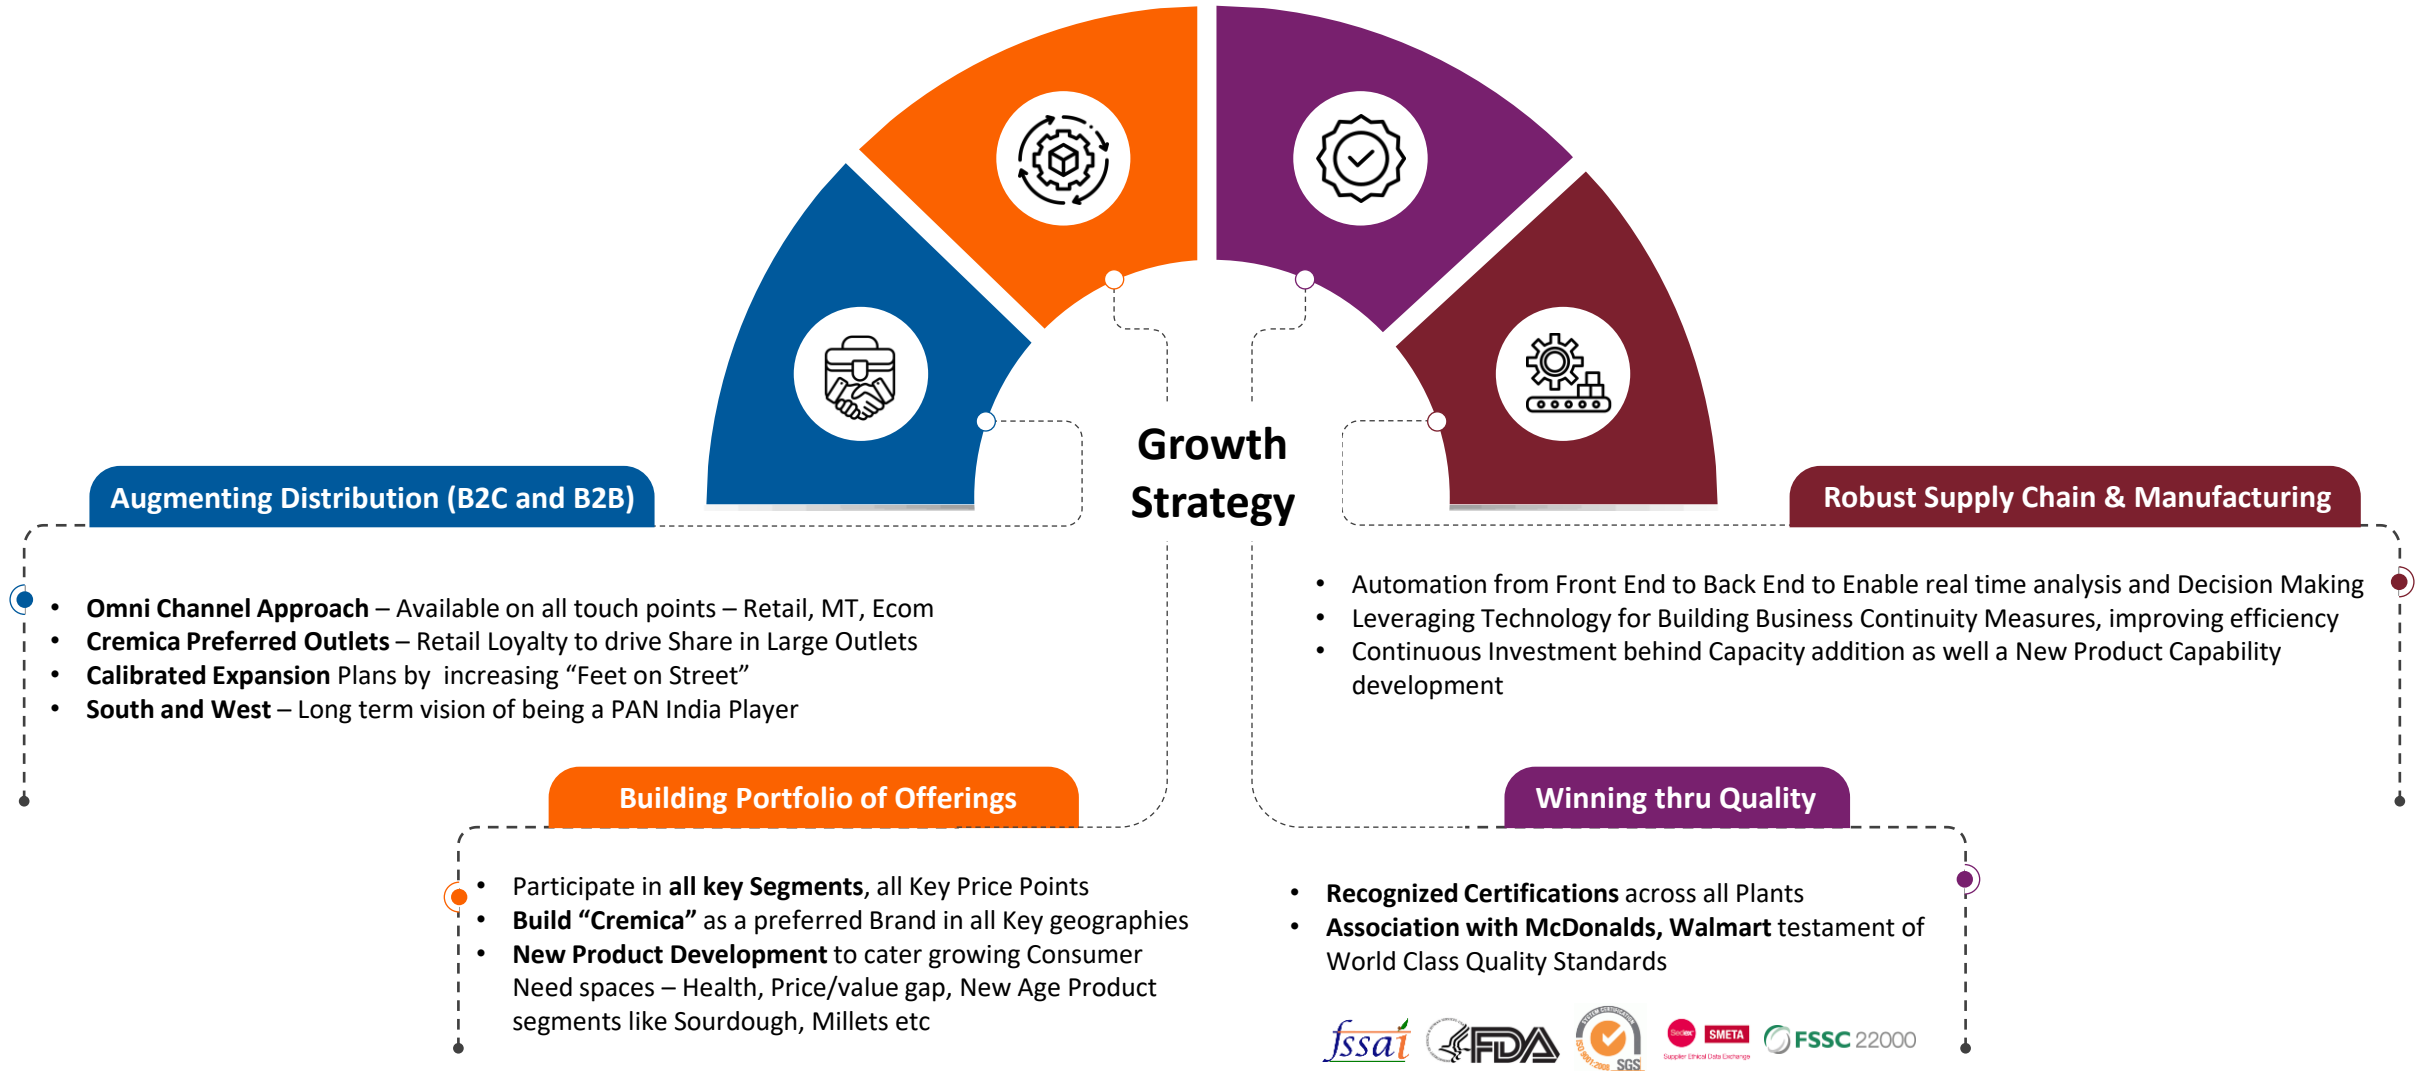 Growth
Strategy
Augmenting Distribution (B2C and B2B)
• Omni Channel Approach – Available on all touch points – Retail, MT, Ecom
• Cremica Preferred Outlets – Retail Loyalty to drive Share in Large Outlets
• Calibrated Expansion Plans by increasing “Feet on Street”
• South and West – Long term vision of being a PAN India Player
Robust Supply Chain & Manufacturing
• Automation from Front End to Back End to Enable real time analysis and Decision Making
• Leveraging Technology for Building Business Continuity Measures, improving efficiency
• Continuous Investment behind Capacity addition as well a New Product Capability
development
Building Portfolio of Offerings
• Participate in all key Segments, all Key Price Points
• Build “Cremica” as a preferred Brand in all Key geographies
• New Product Development to cater growing Consumer
Need spaces – Health, Price/value gap, New Age Product
segments like Sourdough, Millets etc
Winning thru Quality
• Recognized Certifications across all Plants
• Association with McDonalds, Walmart testament of
World Class Quality Standards
fssai
FDA
ISO 9001:2008
SGS
Sedex
SMETA
Supplier Ethical Data Exchange
FSSC 22000